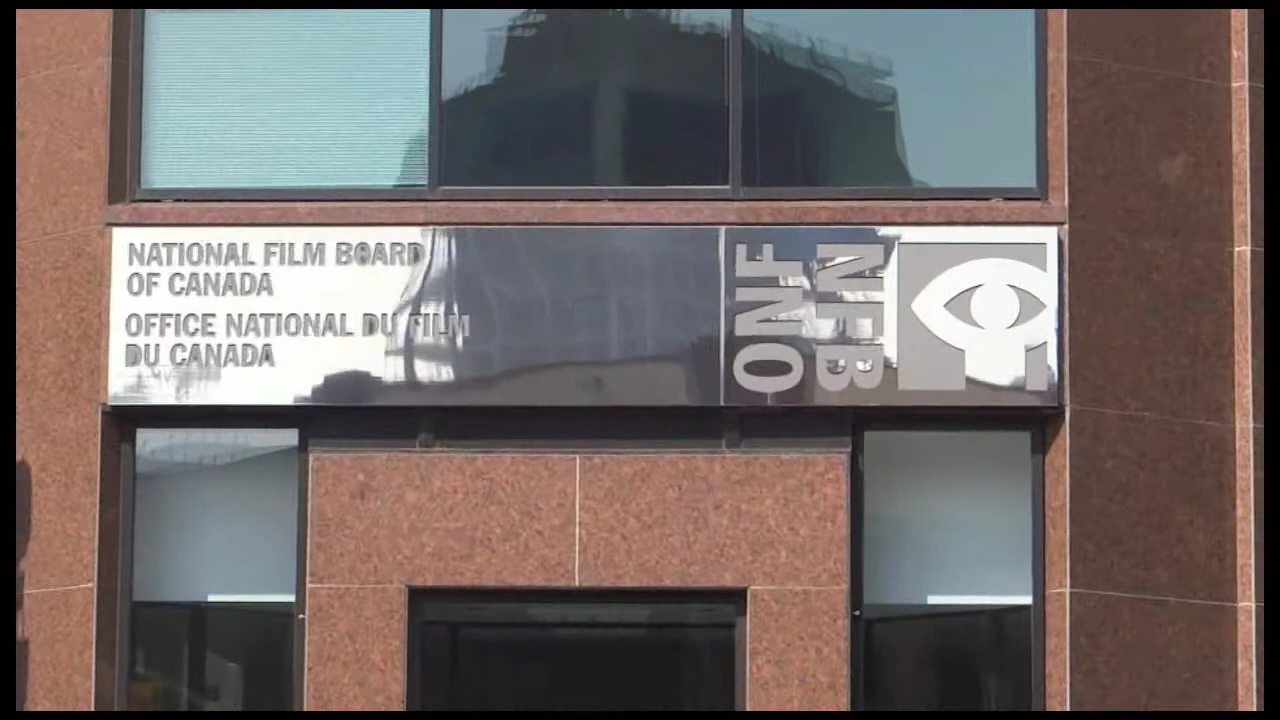 NATIONAL FILM BOARD
OF CANADA
OFFICE NATIONAL DU FILM
DU CANADA
ONF
NFB